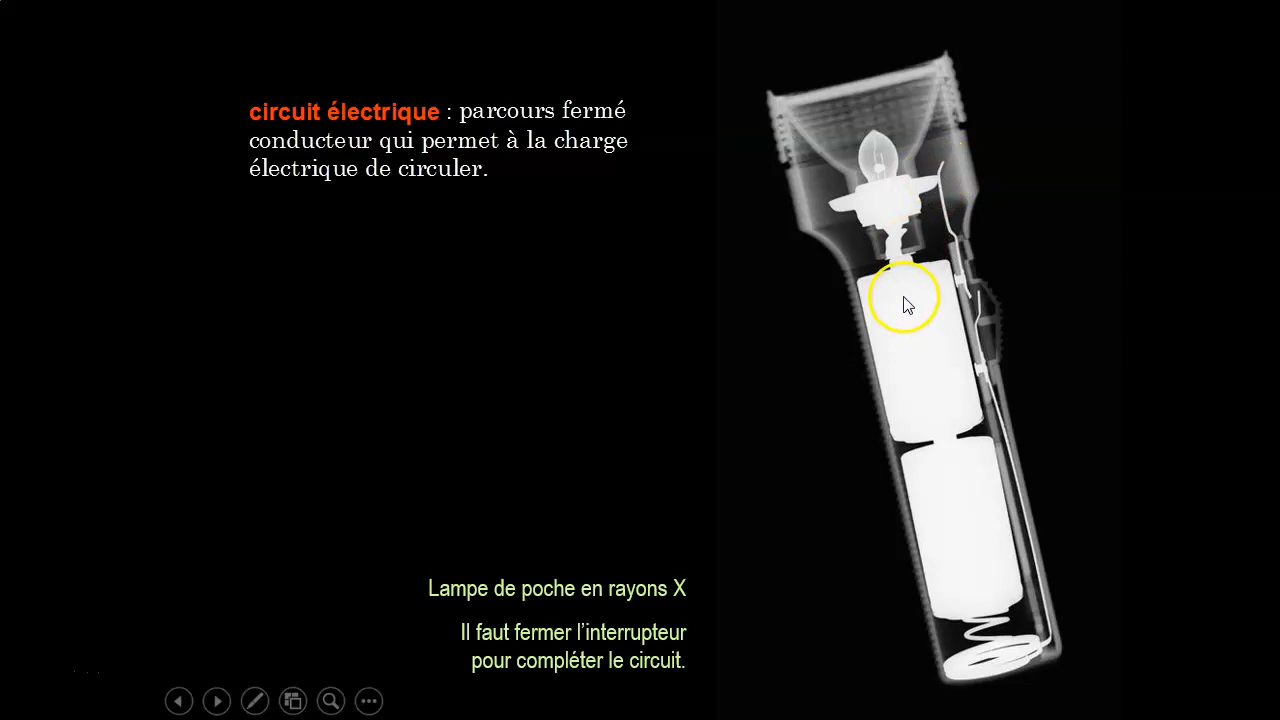 circuit électrique : parcours fermé
conducteur qui permet à la charge
électrique de circuler.
Lampe de poche en rayons X
Il faut fermer l’interrupteur
pour compléter le circuit.